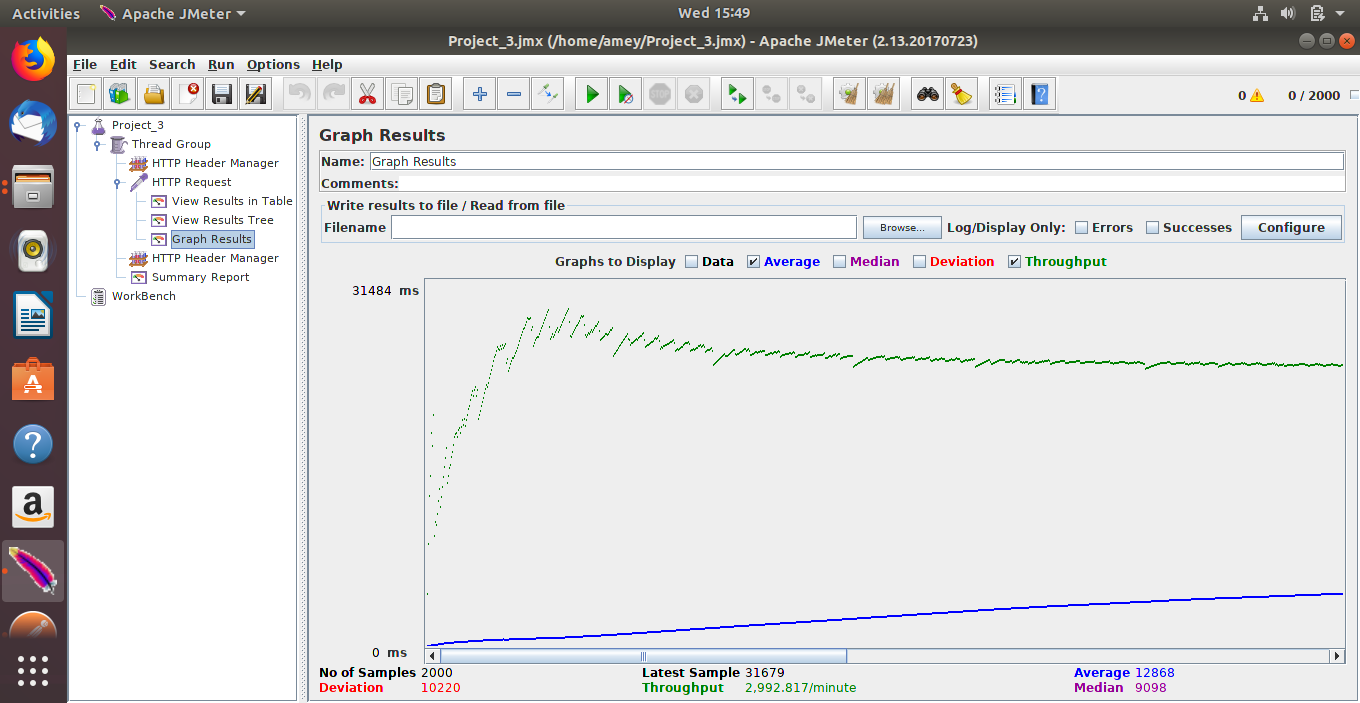 Activities Apache JMeter Wed 15:49
Project_3.jmx (/home/amey/Project_3.jmx) - Apache JMeter (2.13.20170723)
File Edit Search Run Options Help
STOP 0 0 / 2000
Project_3
Thread Group
HTTP Header Manager
HTTP Request
View Results in Table
View Results Tree
Graph Results
HTTP Header Manager
Summary Report
WorkBench
Graph Results
Name: Graph Results
Comments:
Write results to file / Read from file
Filename Browse... Log/Display Only: Errors Successes Configure
Graphs to Display Data Average Median Deviation Throughput
31484 ms
0 ms
No of Samples 2000 Latest Sample 31679 Average 12868
Deviation 10220 Throughput 2,992.817/minute Median 9098